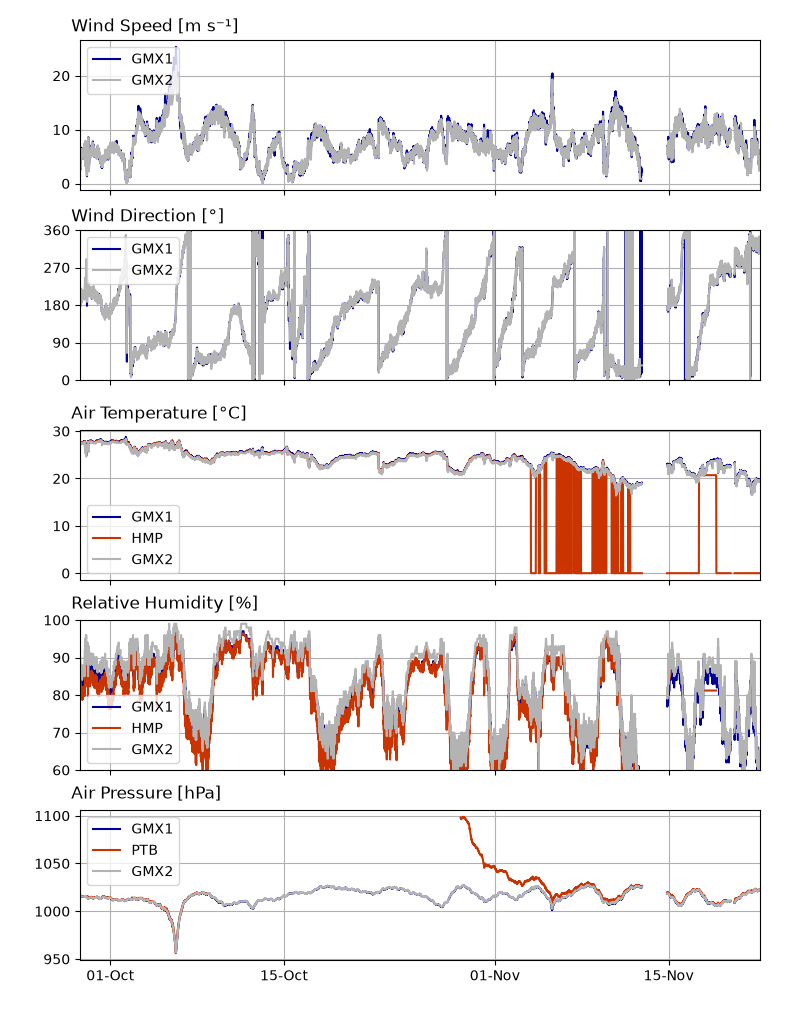 Wind Speed [m s⁻¹]
GMX1
GMX2
20
10
0
Wind Direction [°]
GMX1
GMX2
360
270
180
90
0
Air Temperature [°C]
30
20
10
0
GMX1
HMP
GMX2
Relative Humidity [%]
100
90
80
70
60
GMX1
HMP
GMX2
Air Pressure [hPa]
GMX1
PTB
GMX2
1100
1050
1000
950
01-Oct 15-Oct 01-Nov 15-Nov